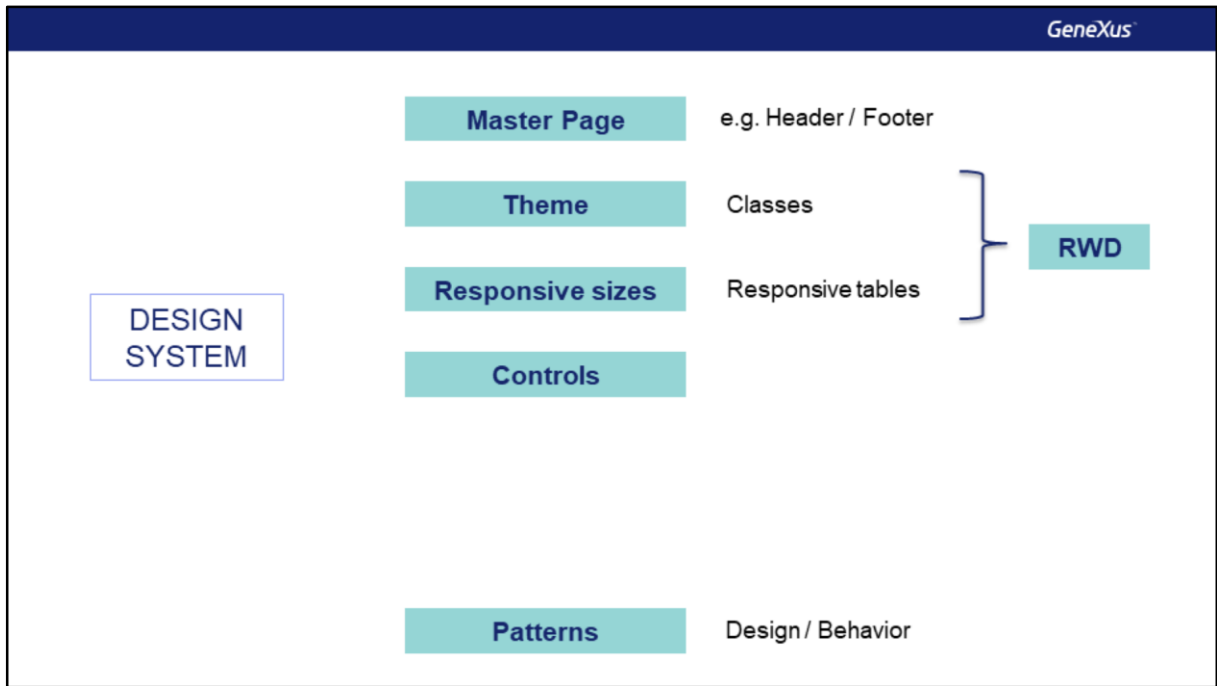 GeneXus
Master Page
e.g. Header / Footer
Theme
Classes
RWD
Responsive sizes
Responsive tables
DESIGN
SYSTEM
Controls
Patterns
Design / Behavior